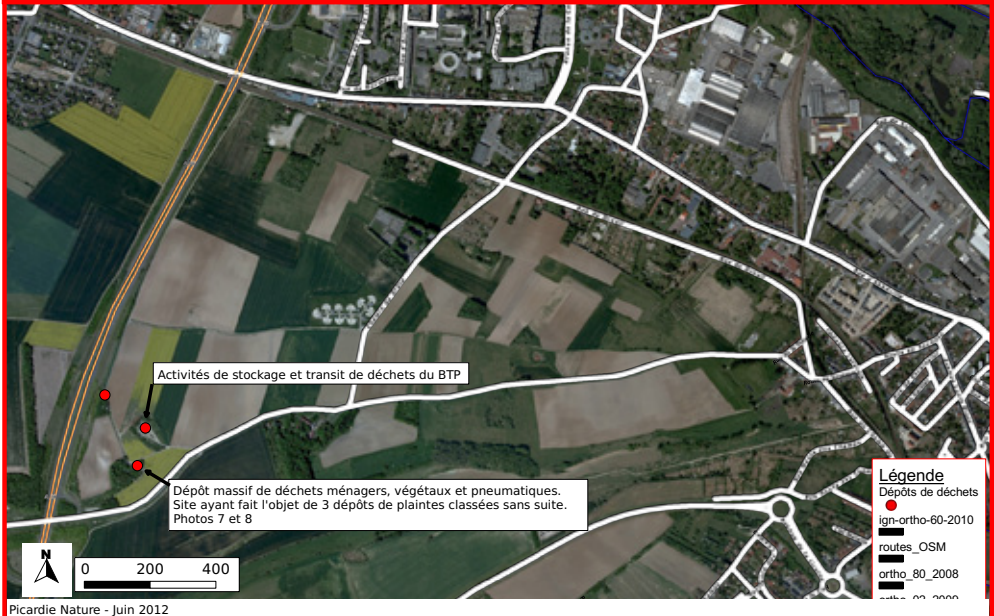 Activités de stockage et transit de déchets du BTP
Dépôt massif de déchets ménagers, végétaux et pneumatiques.
Site ayant fait l'objet de 3 dépôts de plaintes classées sans suite.
Photos 7 et 8
Légende
Dépôts de déchets
ign-ortho-60-2010
routes_OSM
ortho_80_2008
N
0 200 400
Picardie Nature - Juin 2012